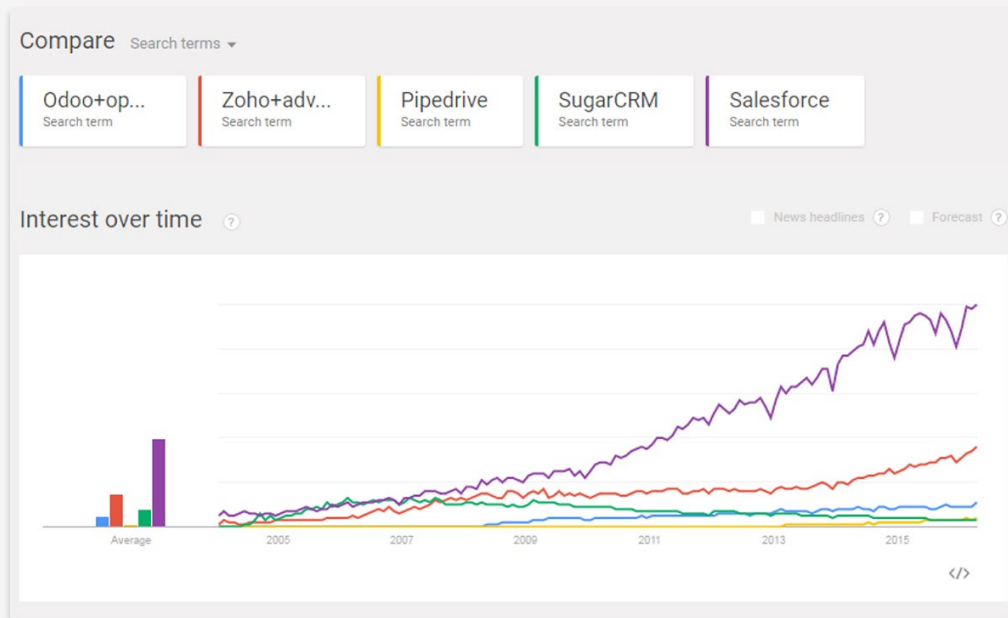 Compare Search terms
Odoo+op... Zoho+adv... Pipedrive SugarCRM Salesforce
Search term Search term Search term Search term Search term
Interest over time ? News headlines ? Forecast ?
Average 2005 2007 2009 2011 2013 2015
</>